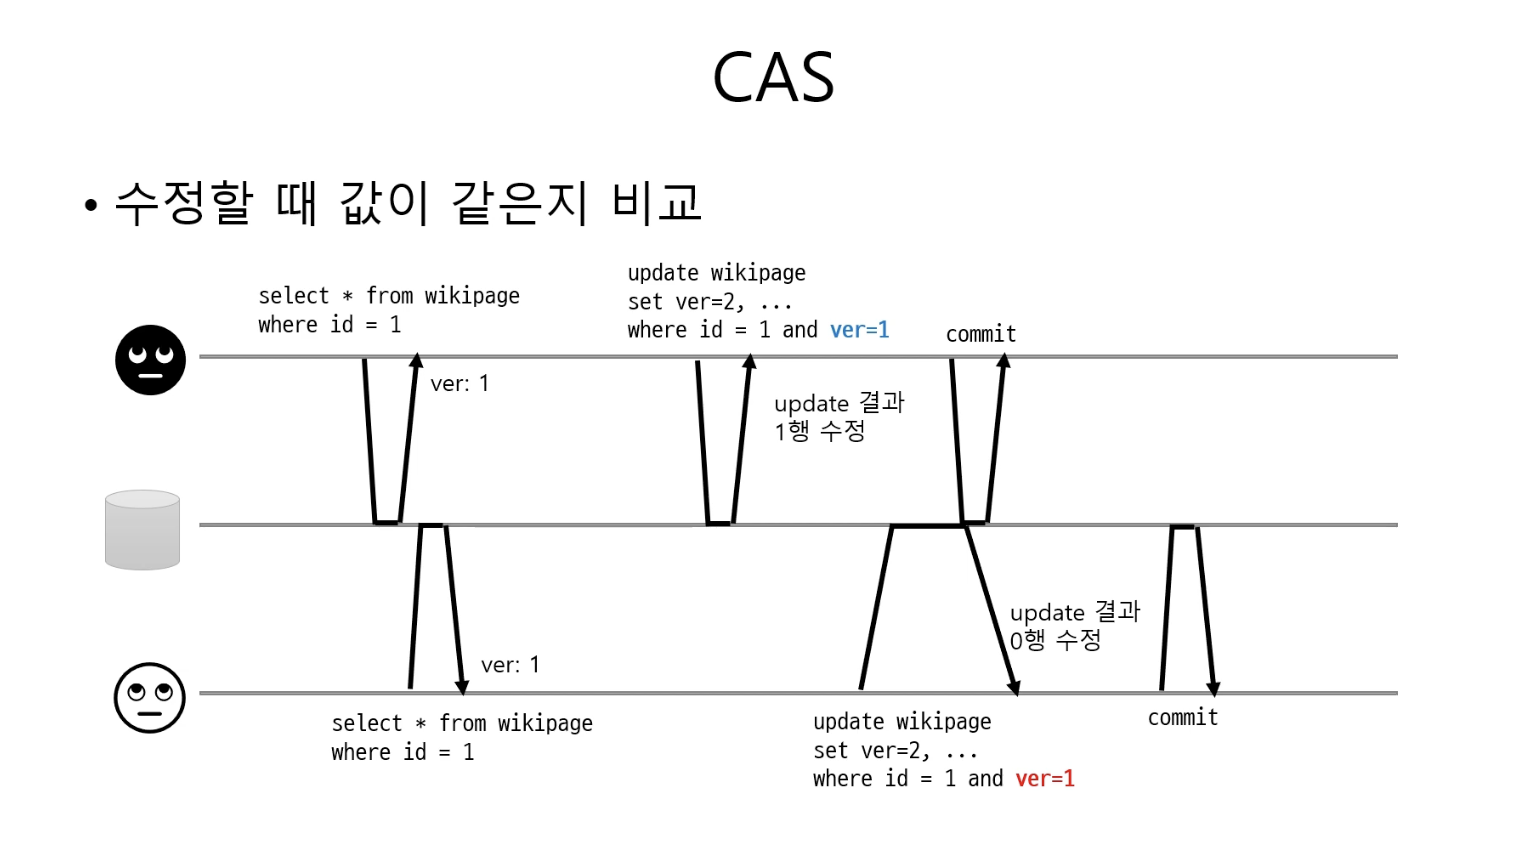 CAS
• 수정할 때 값이 같은지 비교
select * from wikipage
where id = 1
update wikipage
set ver=2, ...
where id = 1 and ver=1
commit
ver: 1
update 결과
1행 수정
update 결과
0행 수정
ver: 1
select * from wikipage
where id = 1
update wikipage
set ver=2, ...
where id = 1 and ver=1
commit